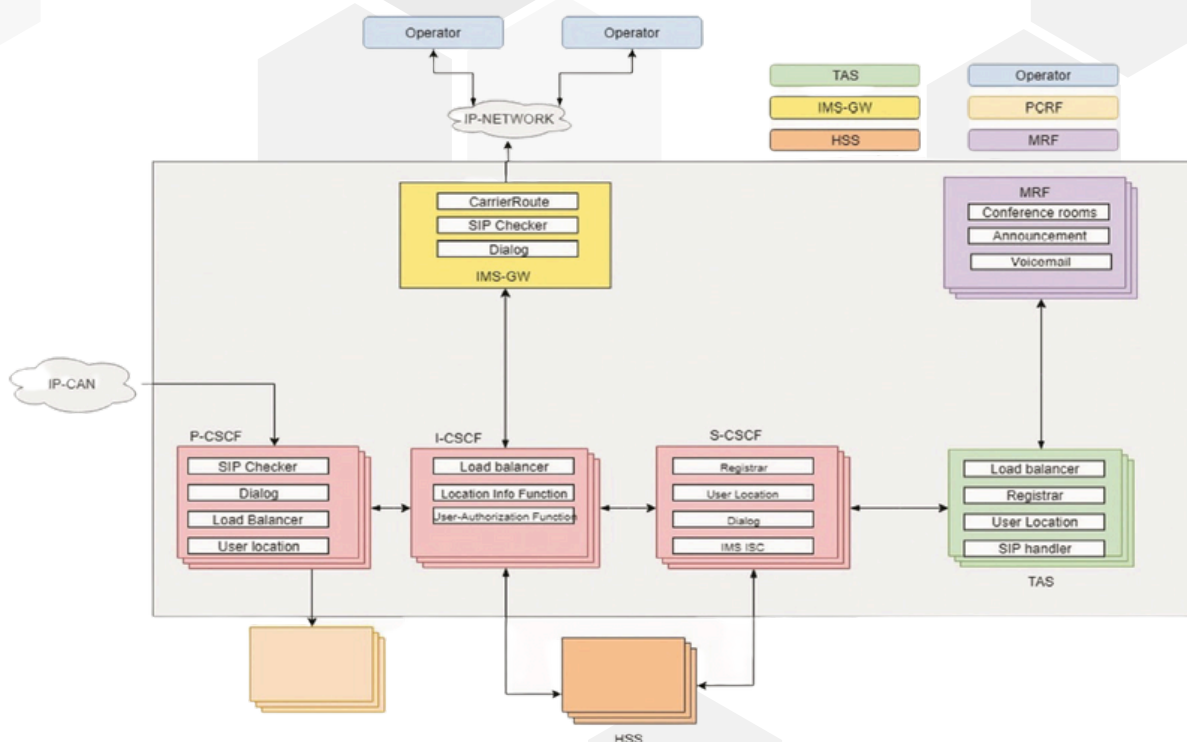 Operator
Operator
IP-NETWORK
TAS
Operator
IMS-GW
PCRF
HSS
MRF
CarrierRoute
SIP Checker
Dialog
IMS-GW
MRF
Conference rooms
Announcement
Voicemail
IP-CAN
P-CSCF
SIP Checker
Dialog
Load Balancer
User location
I-CSCF
Load balancer
Location Info Function
User-Authorization Function
S-CSCF
Registrar
User Location
Dialog
IMS ISC
Load balancer
Registrar
User Location
SIP handler
TAS
HSS